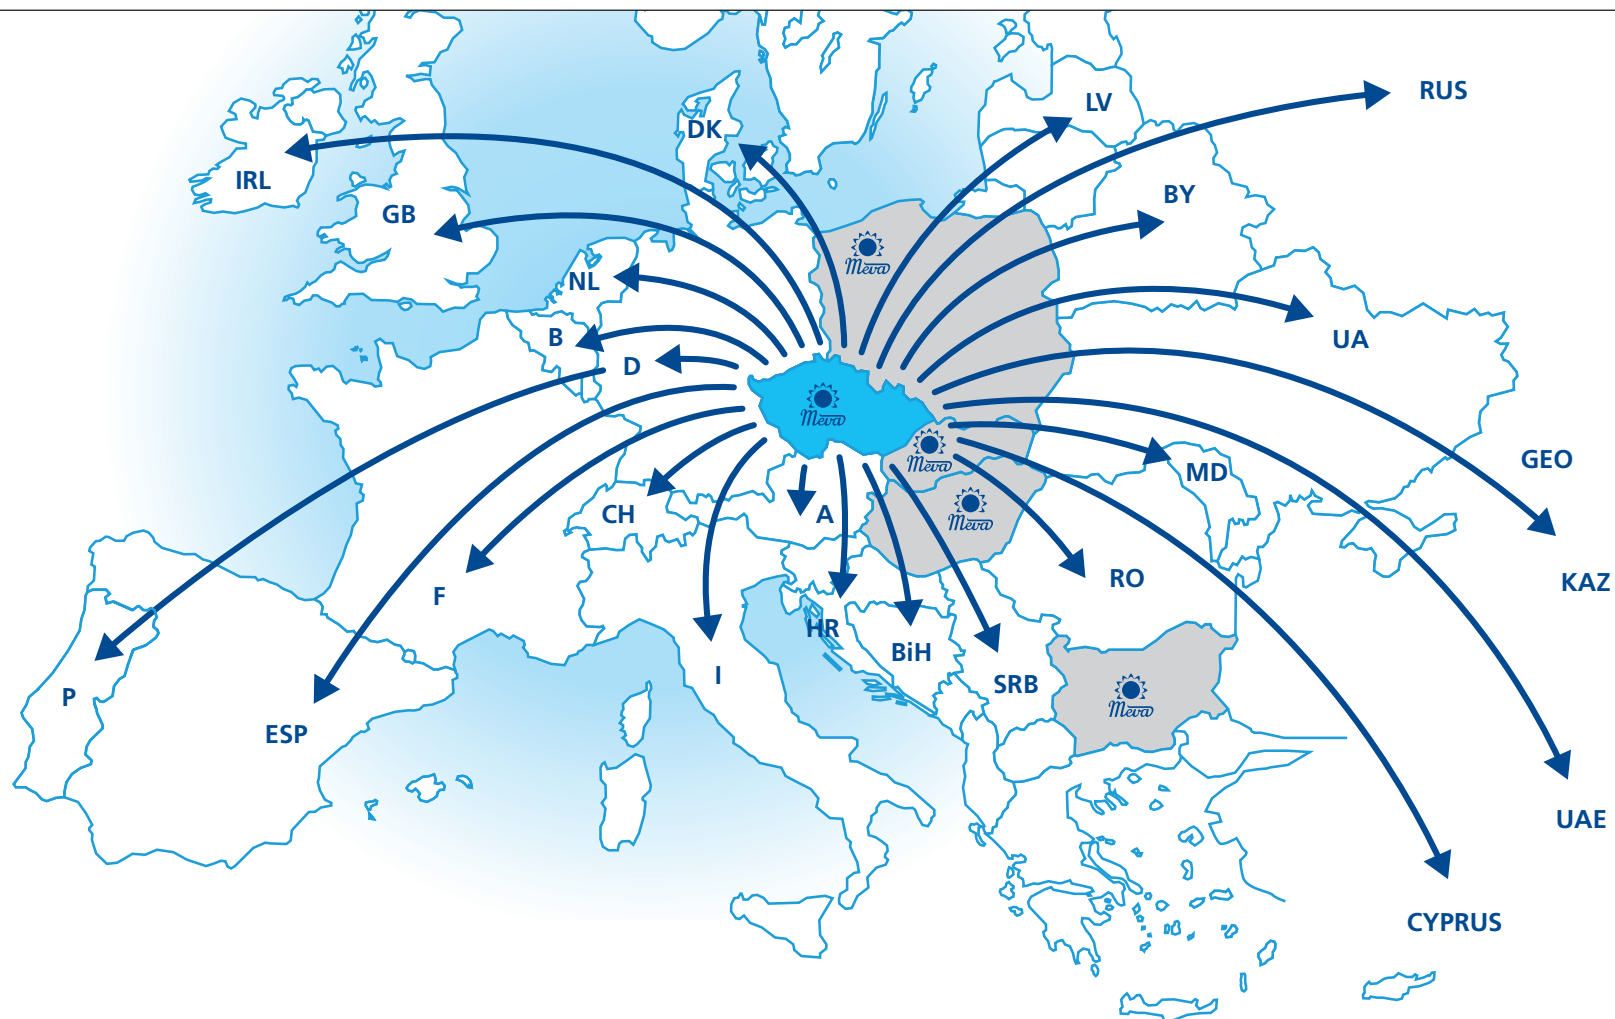 RUS
LV
DK
IRL
BY
GB
Meva
NL
B
UA
D
Meva
Meva
GEO
MD
Meva
CH
A
RO
KAZ
F
HR
BiH
I
SRB
P
Meva
ESP
UAE
CYPRUS